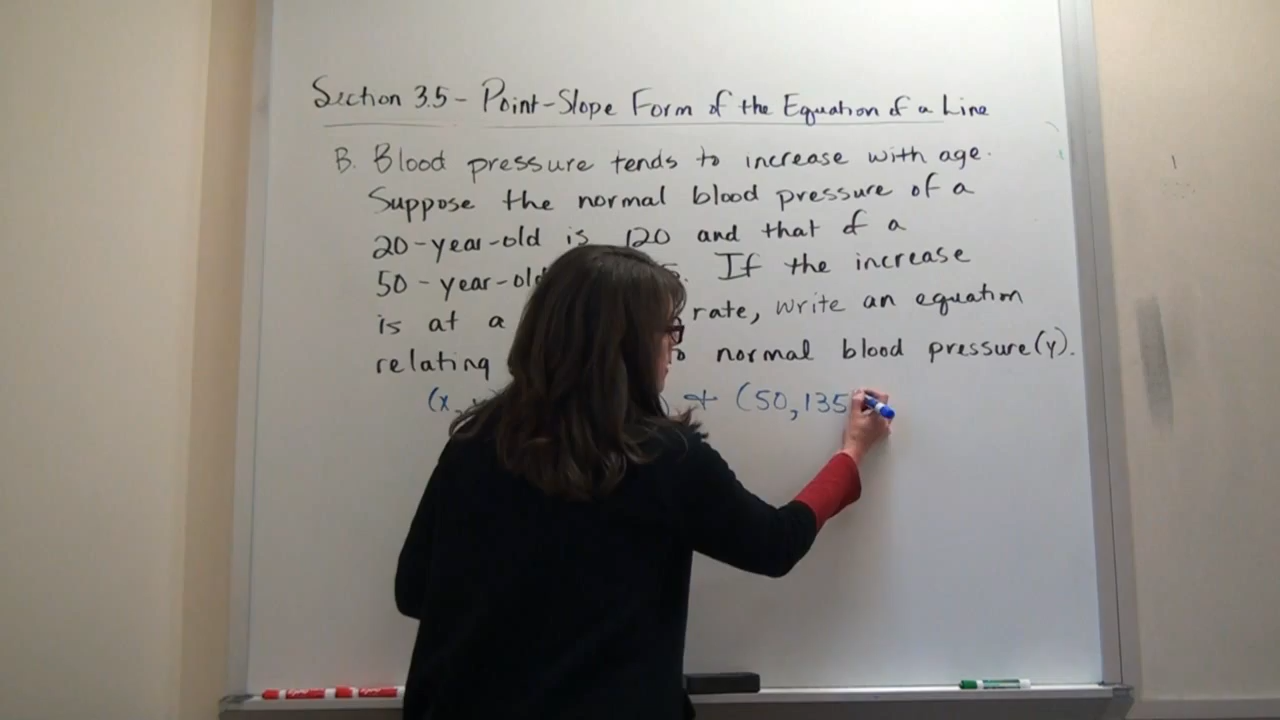 Section 3.5 - Point-Slope Form of the Equation of a Line
B. Blood pressure tends to increase with age.
Suppose the normal blood pressure of a
20-year-old is 120 and that of a
50-year-old If the increase
is at a rate, write an equation
relating normal blood pressure (y).
(x, + (50,135